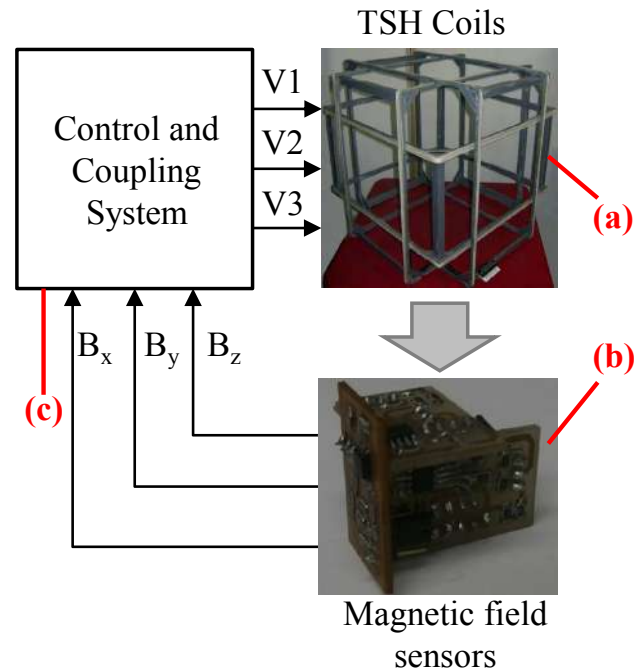 TSH Coils
Control and
Coupling
System
V1
V2
V3
(a)
Bx
By
Bz
(b)
(c)
Magnetic field
sensors